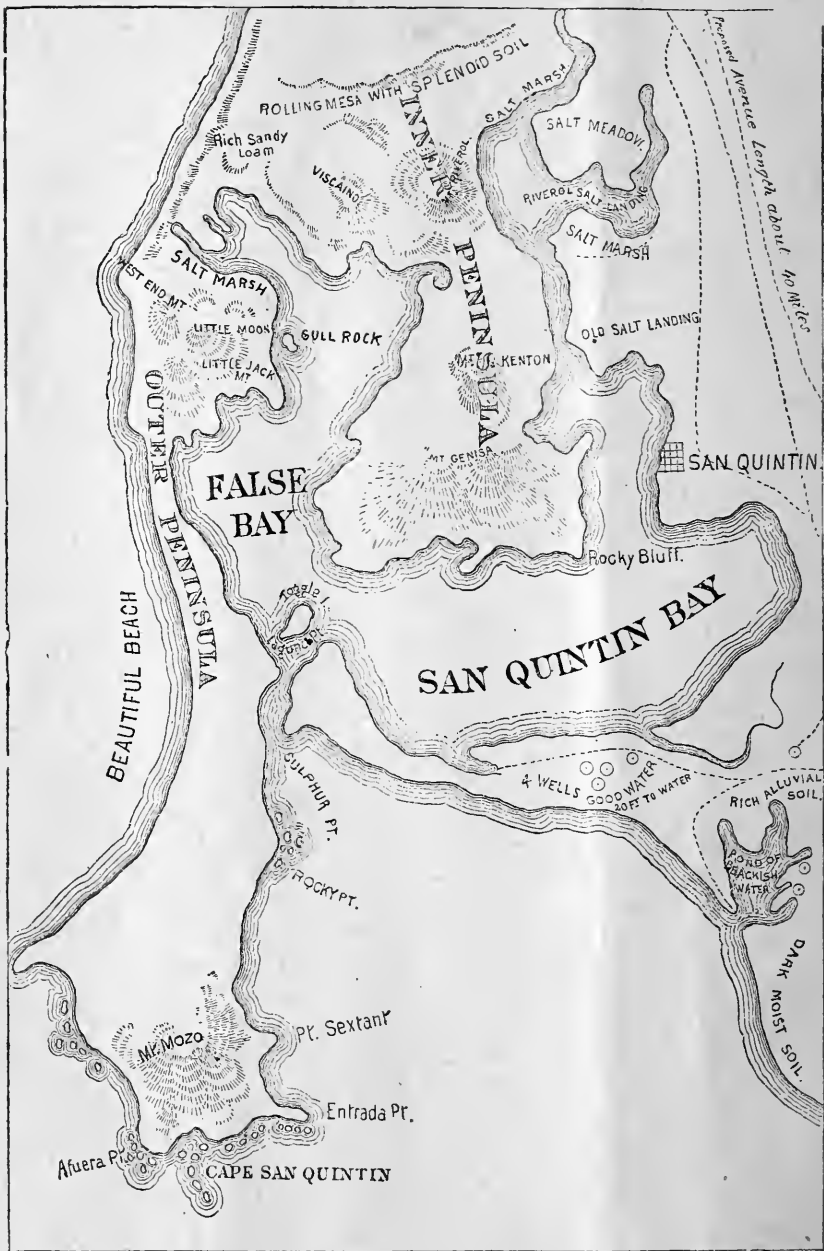 Proposed Avenue Length about 40 Miles
ROLLING MESA WITH SPLENDID SOIL
INNER
PENINSULA
SALT MARSH
SALT MEADOW.
Rich Sandy
Loam
VISCAINO
MT. RIVEROL.
RIVEROL SALT LANDING
SALT MARSH
SALT MARSH
WEST END MT.
LITTLE MOON
GULL ROCK
LITTLE JACK
MT.
OLD SALT LANDING
KENTON
MT GENISA
OUTER PENINSULA
FALSE
BAY
SAN QUINTIN.
Rocky Bluff.
BEAUTIFUL BEACH
SAN QUINTIN BAY
SULPHUR PT.
4 WELLS GOOD WATER
20 FT TO WATER
RICH ALLUVIAL
SOIL.
POND OF
BRACKISH
WATER
ROCKY PT.
DARK MOIST SOIL.
Mt. Mozo
Pt. Sextant
Entrada Pt.
Afuera Pt.
CAPE SAN QUINTIN